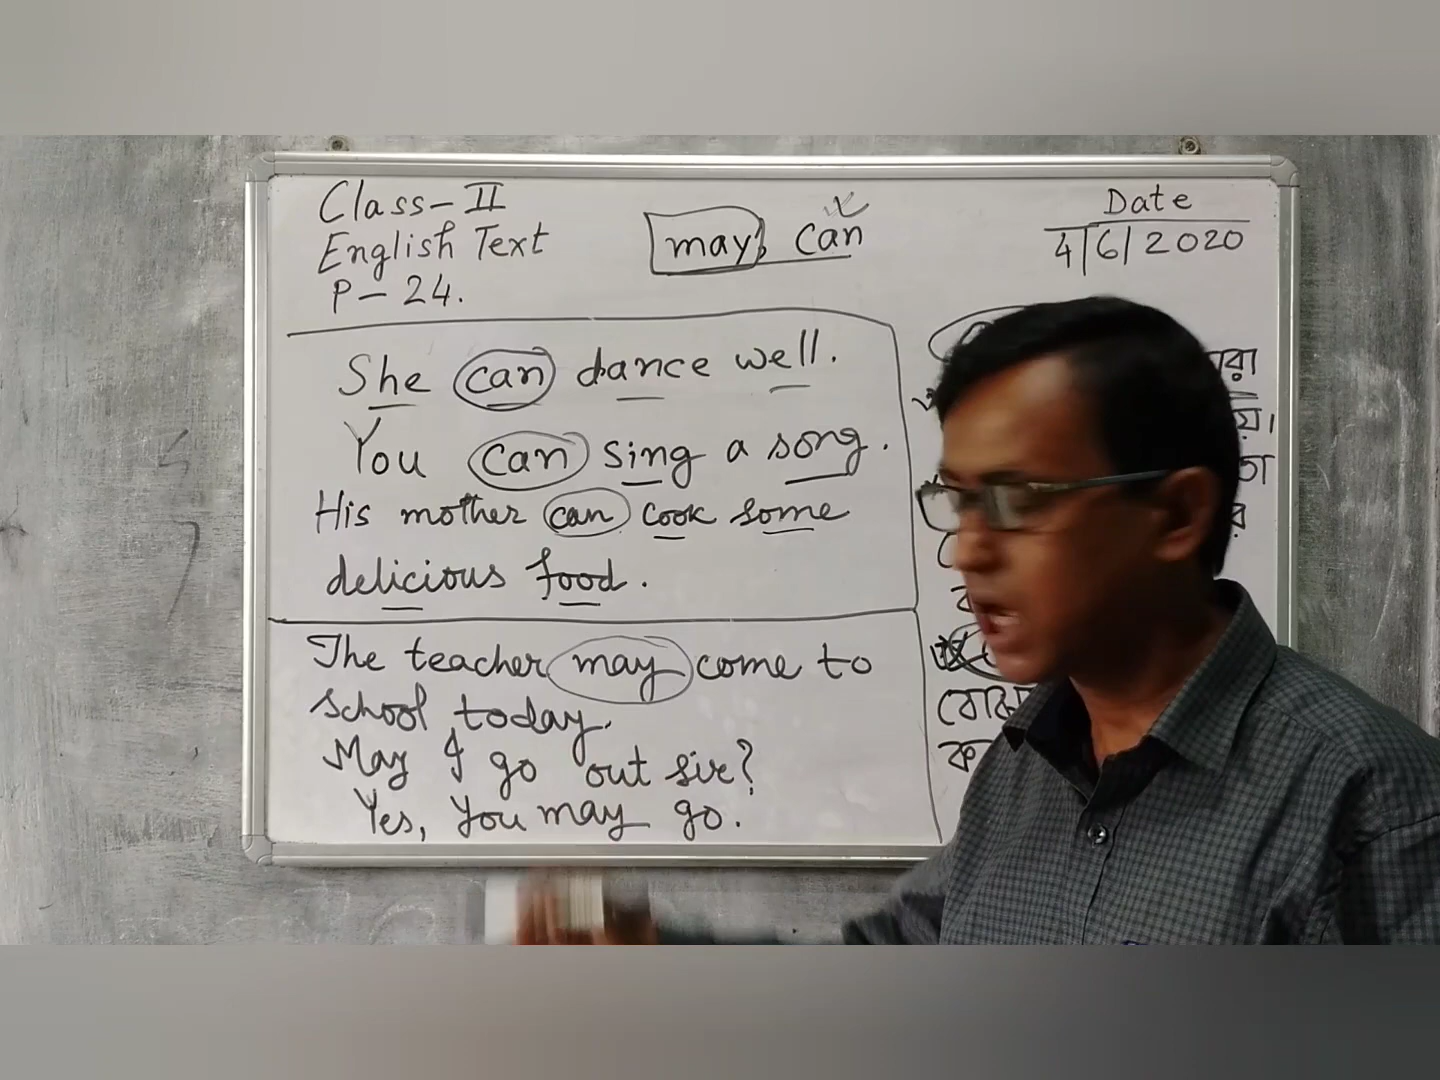 Class-II
English Text
P-24.
may, can
Date
4/6/2020
She can dance well.
You can sing a song.
His mother can cook some
delicious food.
The teacher may come to
school today.
May I go out sir?
Yes, you may go.